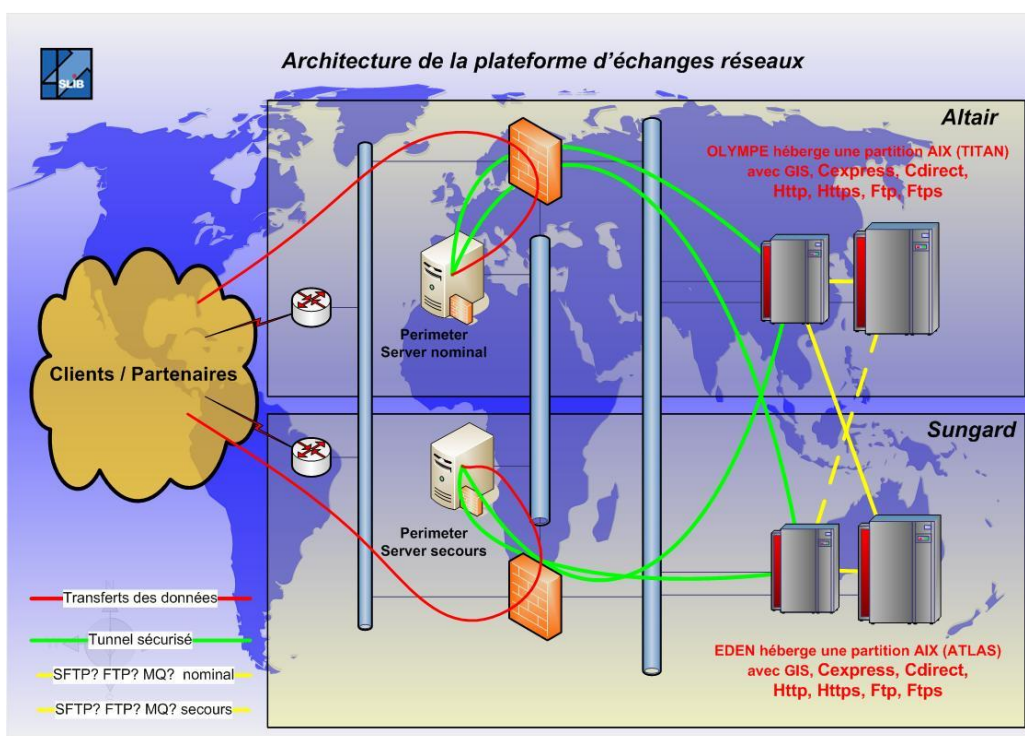 SLIB
Architecture de la plateforme d'échanges réseaux
Altair
OLYMPE héberge une partition AIX (TITAN)
avec GIS, Cexpress, Cdirect,
Http, Https, Ftp, Ftps
Perimeter
Server nominal
Clients / Partenaires
Sungard
Perimeter
Server secours
EDEN héberge une partition AIX (ATLAS)
avec GIS, Cexpress, Cdirect,
Http, Https, Ftp, Ftps
Transferts des données
Tunnel sécurisé
SFTP? FTP? MQ? nominal
SFTP? FTP? MQ? secours